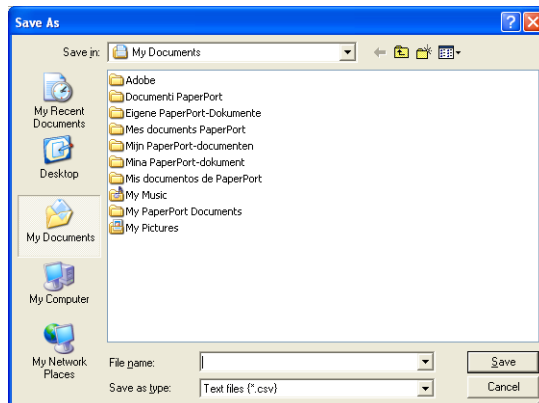 Save As
Save in: My Documents
My Recent
Documents
Desktop
My Documents
My Computer
My Network
Places
Adobe
Documenti PaperPort
Eigene PaperPort-Dokumente
Mes documents PaperPort
Mijn PaperPort-documenten
Mina PaperPort-dokument
Mis documentos de PaperPort
My Music
My PaperPort Documents
My Pictures
File name:
Save
Save as type: Text files {*.csv}
Cancel